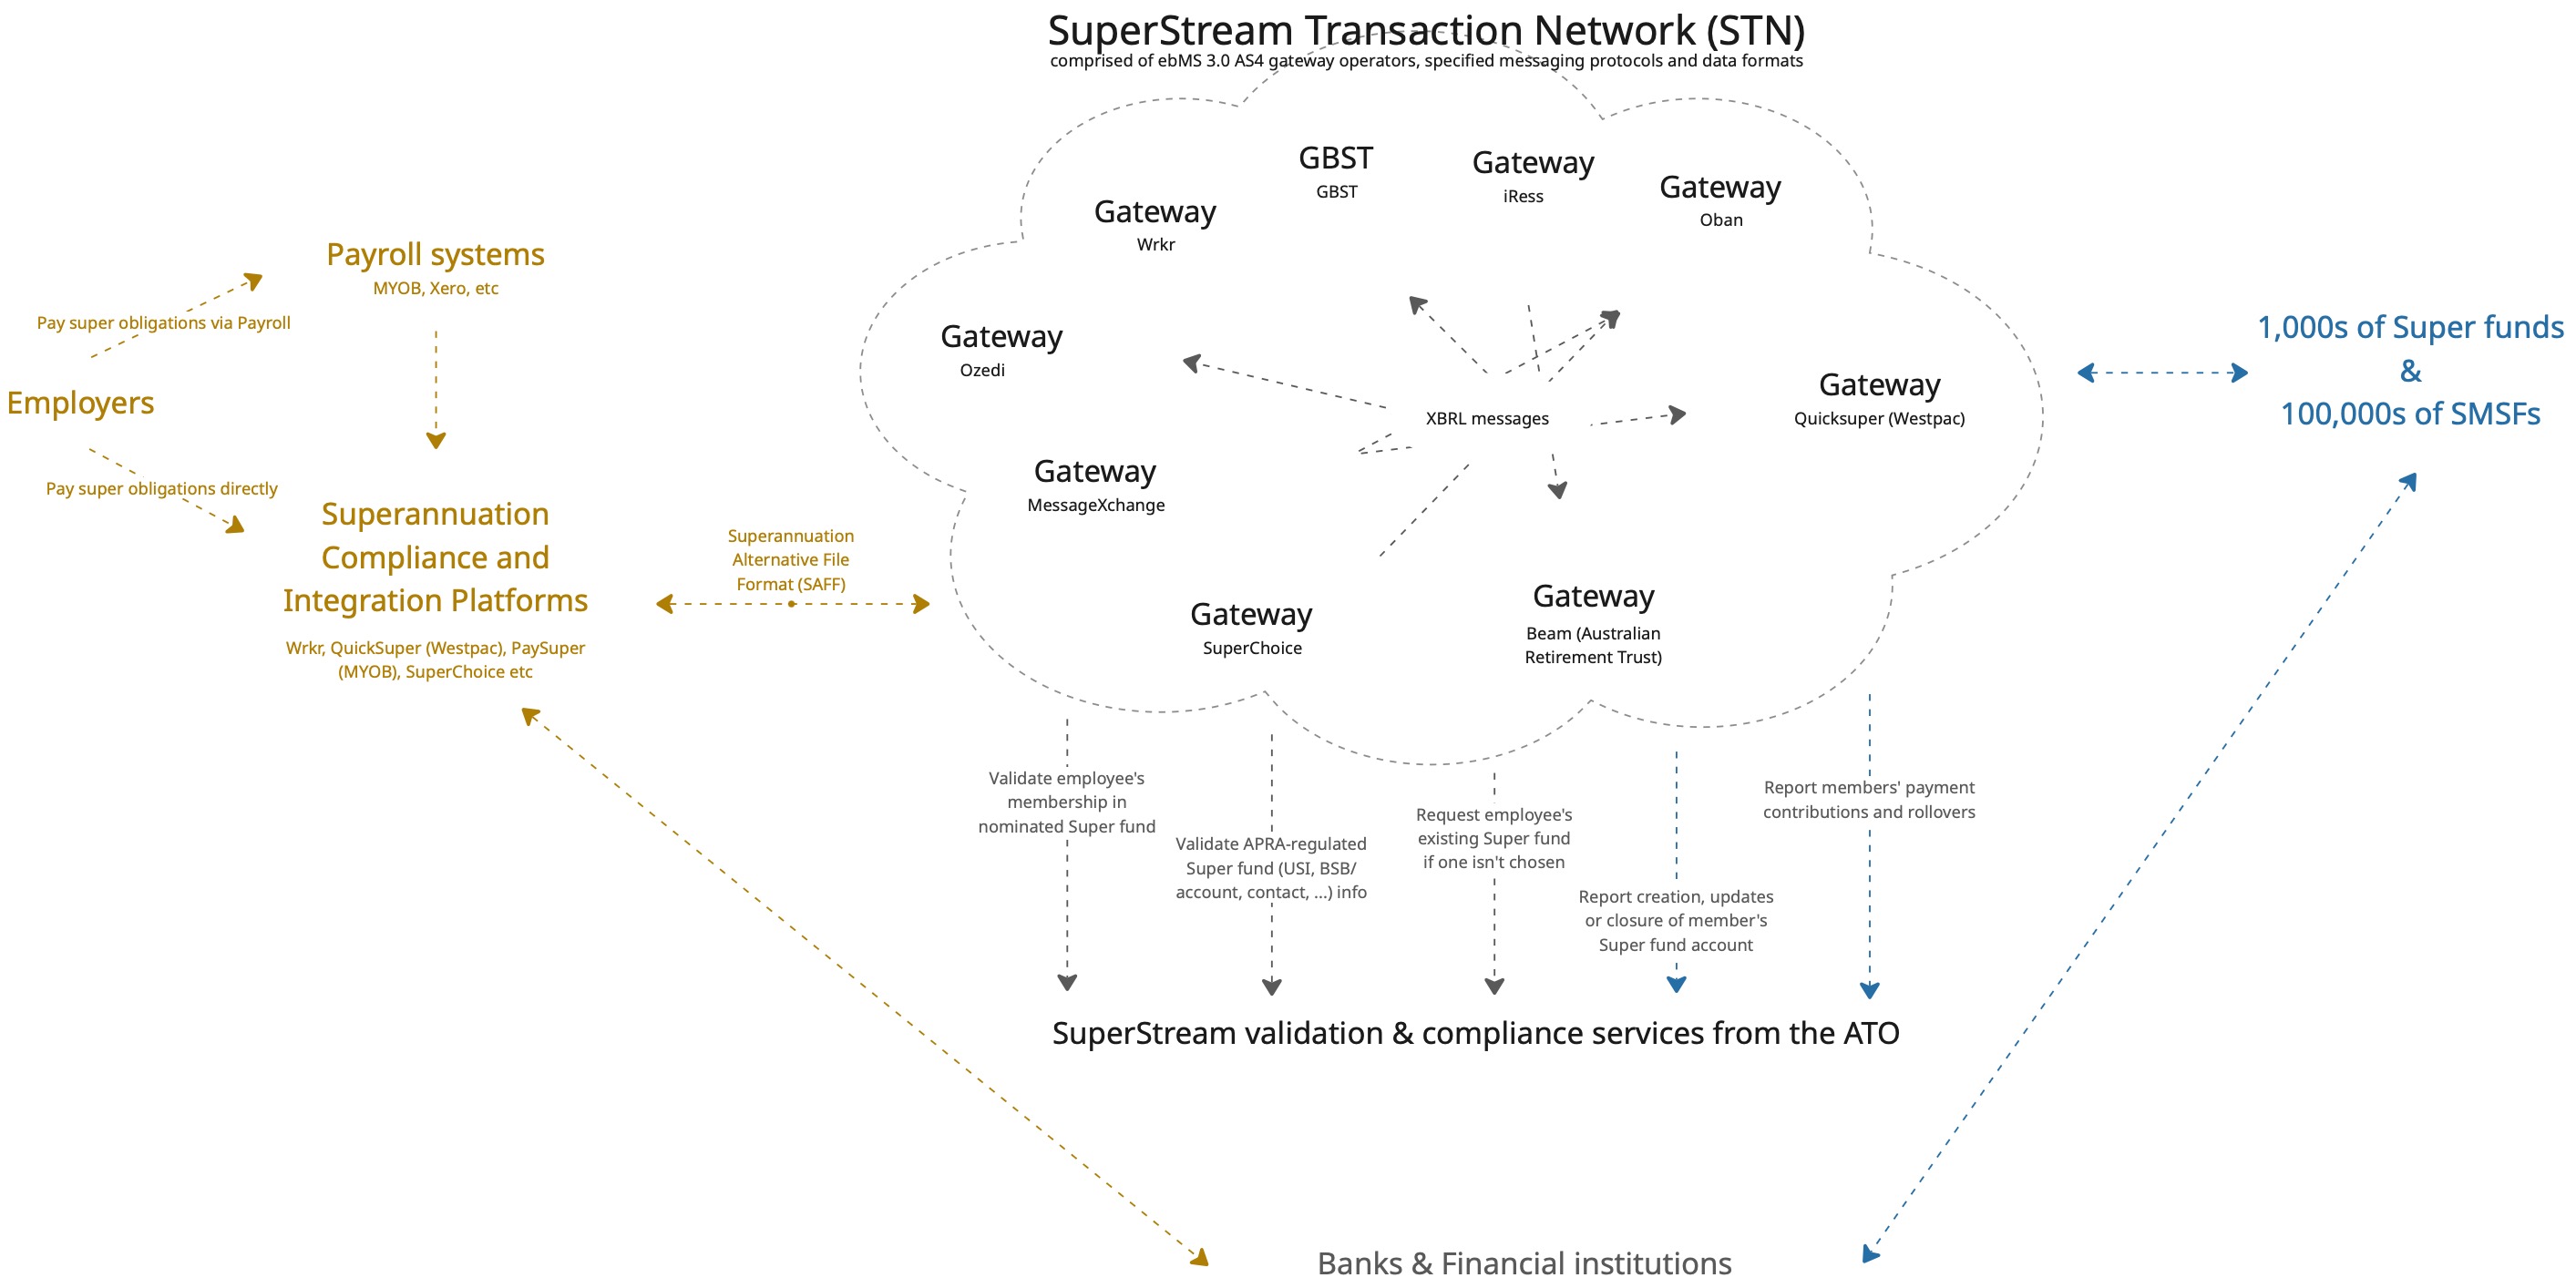 SuperStream Transaction Network (STN)
comprised of ebMS 3.0 AS4 gateway operators, specified messaging protocols and data formats
GBST
GBST
Gateway
iRess
Gateway
Oban
Gateway
Wrkr
Gateway
Ozedi
XBRL messages
Gateway
Quicksuper (Westpac)
Gateway
MessageXchange
Gateway
SuperChoice
Gateway
Beam (Australian
Retirement Trust)
Payroll systems
MYOB, Xero, etc
Pay super obligations via Payroll
Employers
Pay super obligations directly
Superannuation
Compliance and
Integration Platforms
Wrkr, QuickSuper (Westpac), PaySuper
(MYOB), SuperChoice etc
Superannuation
Alternative File
Format (SAFF)
1,000s of Super funds
&
100,000s of SMSFs
Validate employee's
membership in
nominated Super fund
Validate APRA-regulated
Super fund (USI, BSB/
account, contact, ...) info
Request employee's
existing Super fund
if one isn't chosen
Report creation, updates
or closure of member's
Super fund account
Report members' payment
contributions and rollovers
SuperStream validation & compliance services from the ATO
Banks & Financial institutions